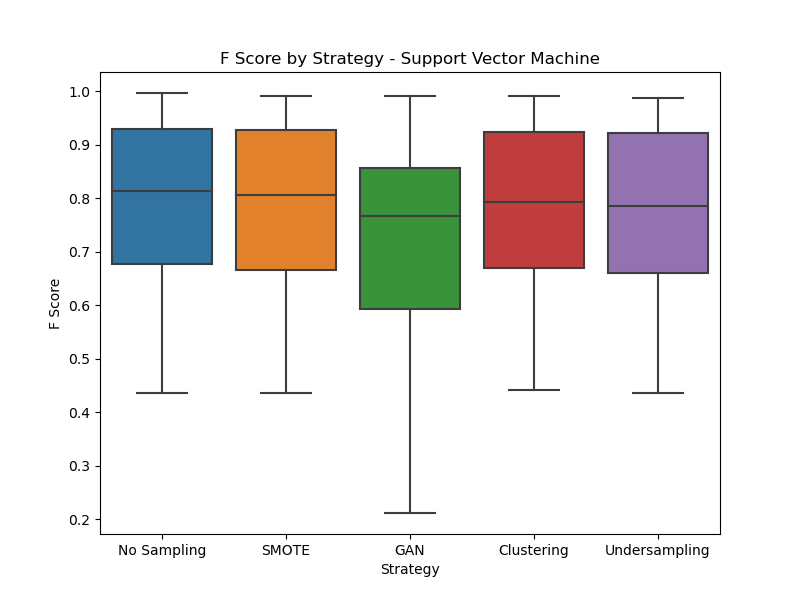 F Score by Strategy - Support Vector Machine
F Score
1.0
0.9
0.8
0.7
0.6
0.5
0.4
0.3
0.2
No Sampling SMOTE GAN Clustering Undersampling
Strategy